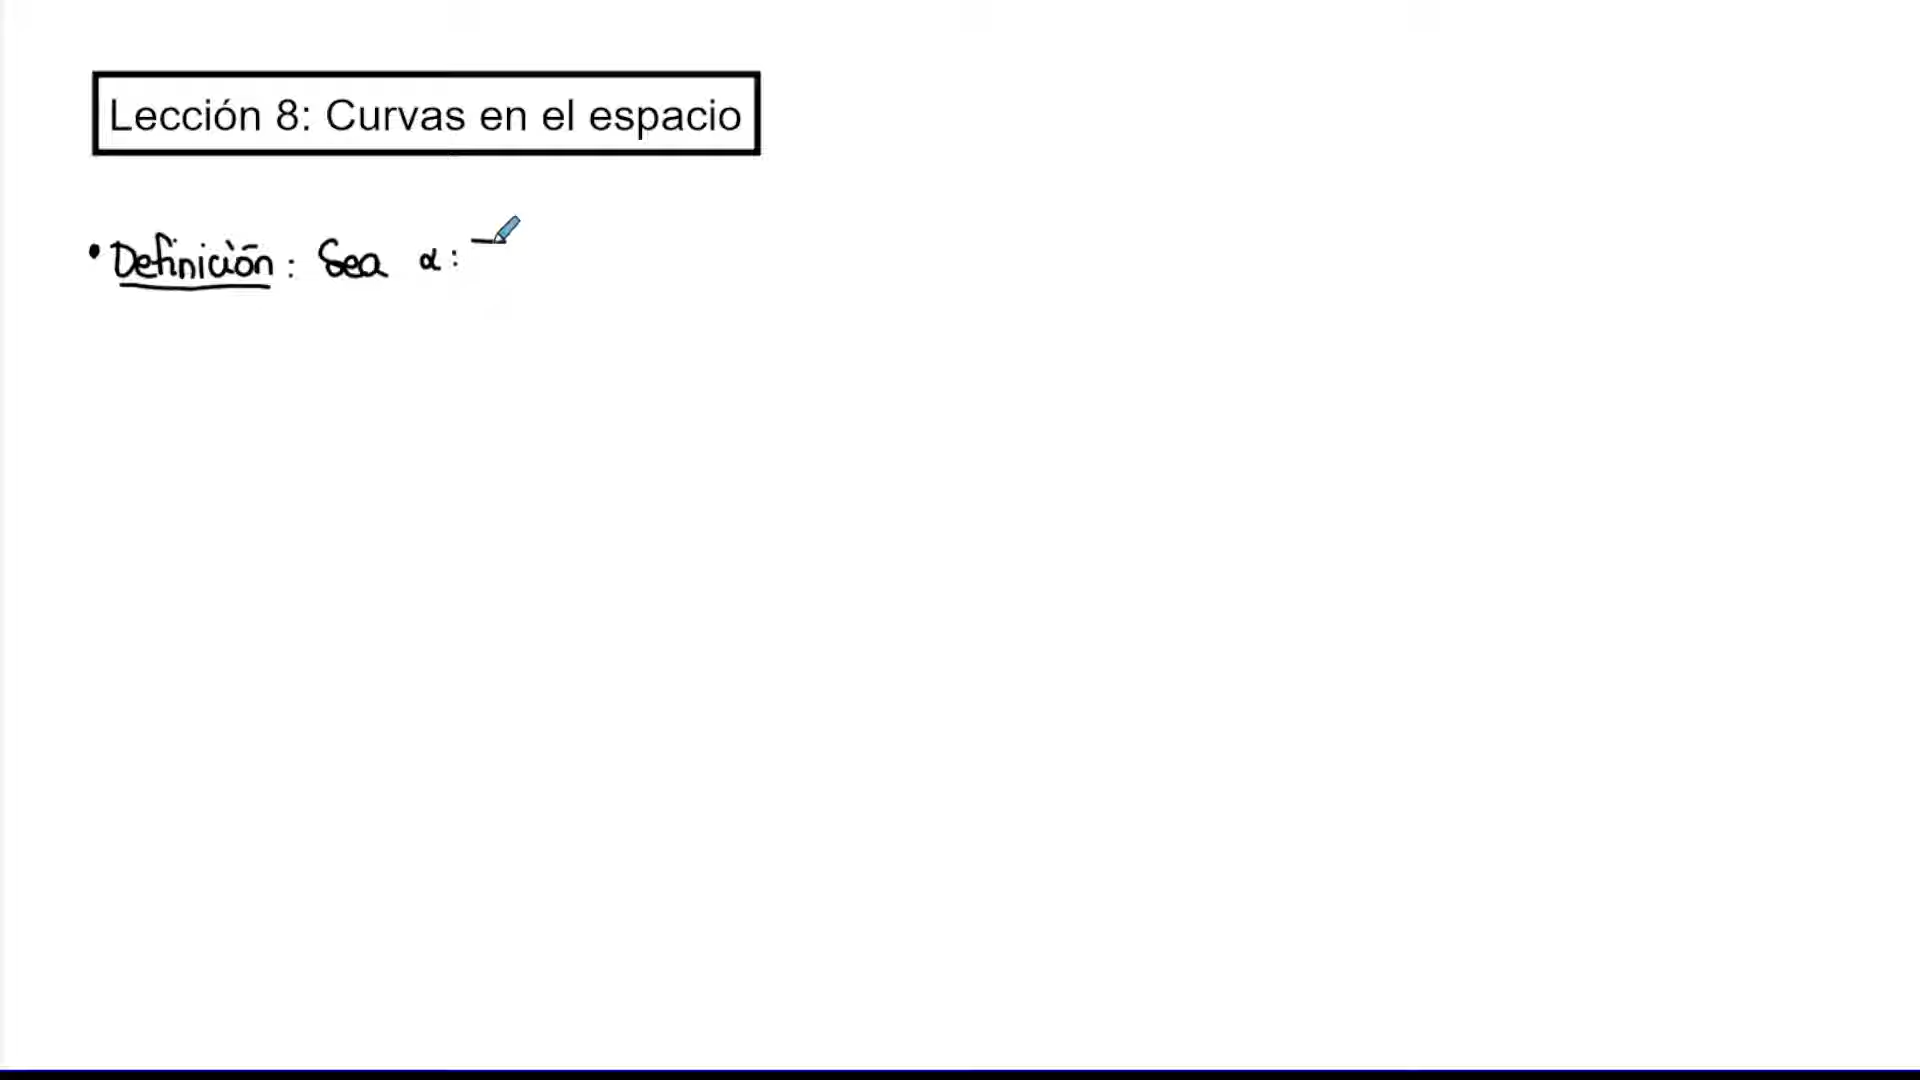 Lección 8: Curvas en el espacio
• Definición: Sea α: